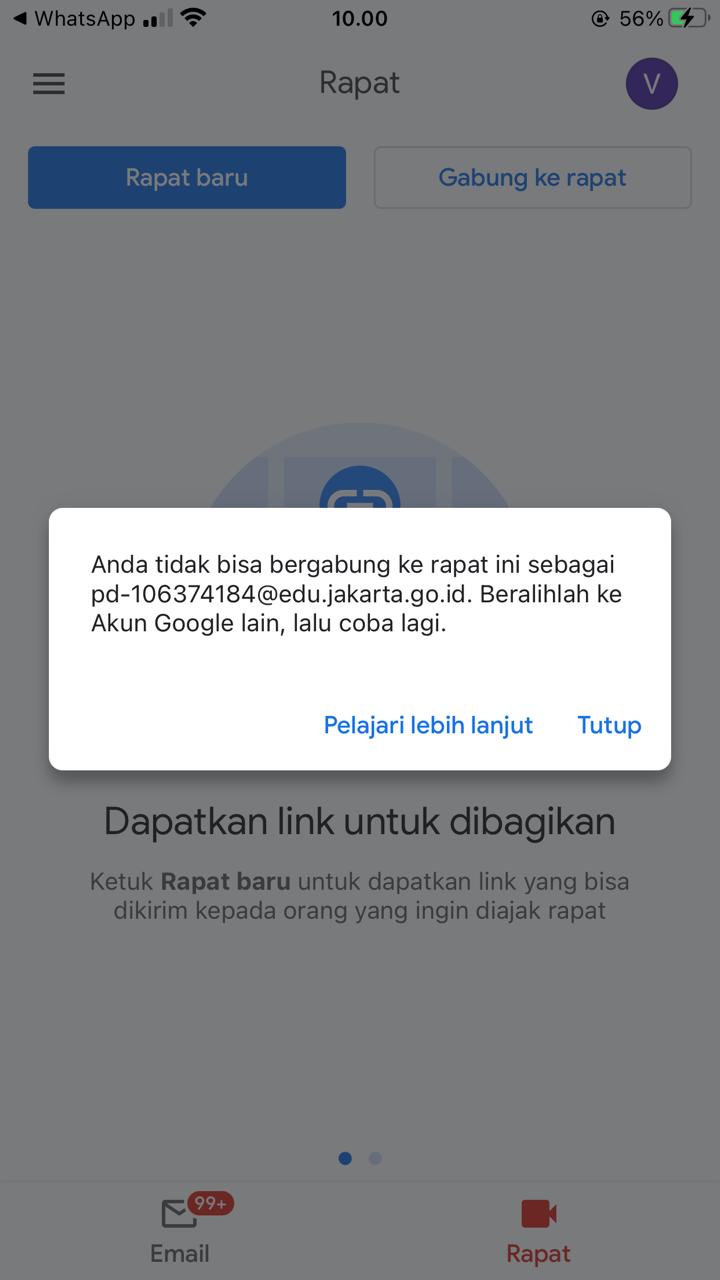 WhatsApp 10.00 56%
Rapat V
Rapat baru Gabung ke rapat
Anda tidak bisa bergabung ke rapat ini sebagai
pd-106374184@edu.jakarta.go.id. Beralihlah ke
Akun Google lain, lalu coba lagi.
Pelajari lebih lanjut Tutup
Dapatkan link untuk dibagikan
Ketuk Rapat baru untuk dapatkan link yang bisa
dikirim kepada orang yang ingin diajak rapat
99+
Email Rapat